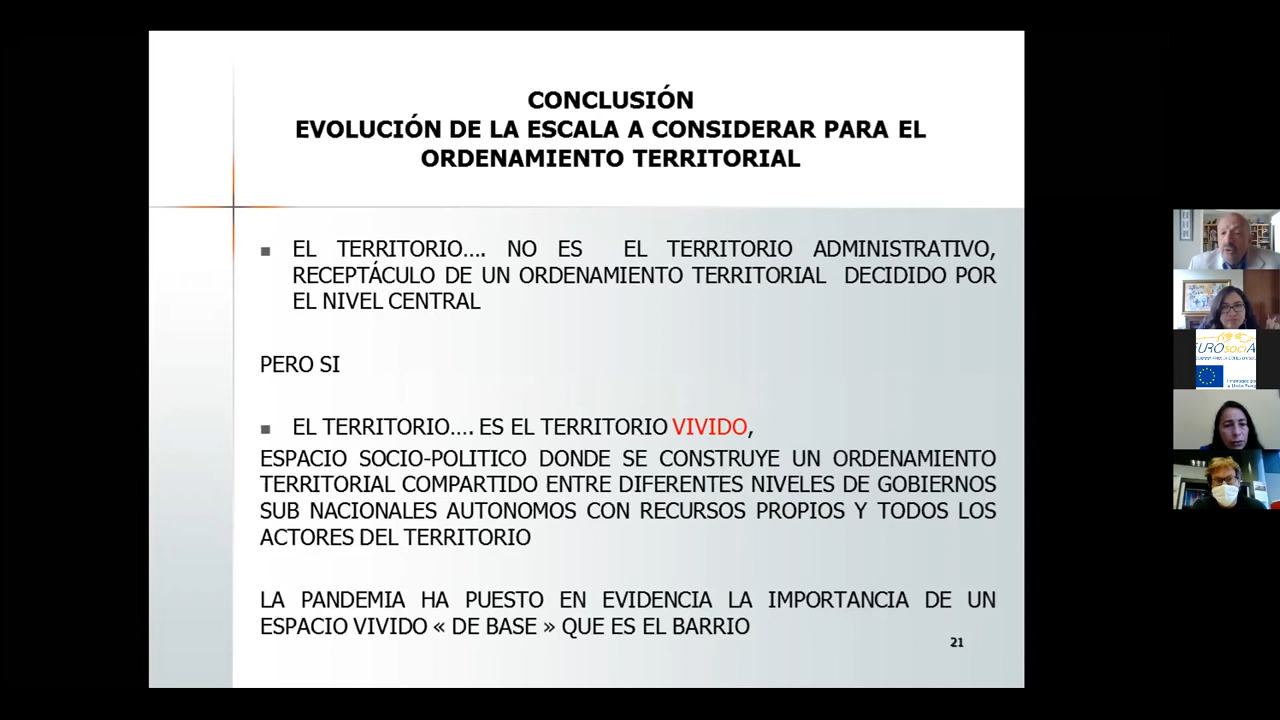 CONCLUSIÓN
EVOLUCIÓN DE LA ESCALA A CONSIDERAR PARA EL
ORDENAMIENTO TERRITORIAL
▪ EL TERRITORIO.... NO ES EL TERRITORIO ADMINISTRATIVO,
RECEPTÁCULO DE UN ORDENAMIENTO TERRITORIAL DECIDIDO POR
EL NIVEL CENTRAL
PERO SI
▪ EL TERRITORIO.... ES EL TERRITORIO VIVIDO,
ESPACIO SOCIO-POLITICO DONDE SE CONSTRUYE UN ORDENAMIENTO
TERRITORIAL COMPARTIDO ENTRE DIFERENTES NIVELES DE GOBIERNOS
SUB NACIONALES AUTONOMOS CON RECURSOS PROPIOS Y TODOS LOS
ACTORES DEL TERRITORIO
LA PANDEMIA HA PUESTO EN EVIDENCIA LA IMPORTANCIA DE UN
ESPACIO VIVIDO « DE BASE » QUE ES EL BARRIO
21